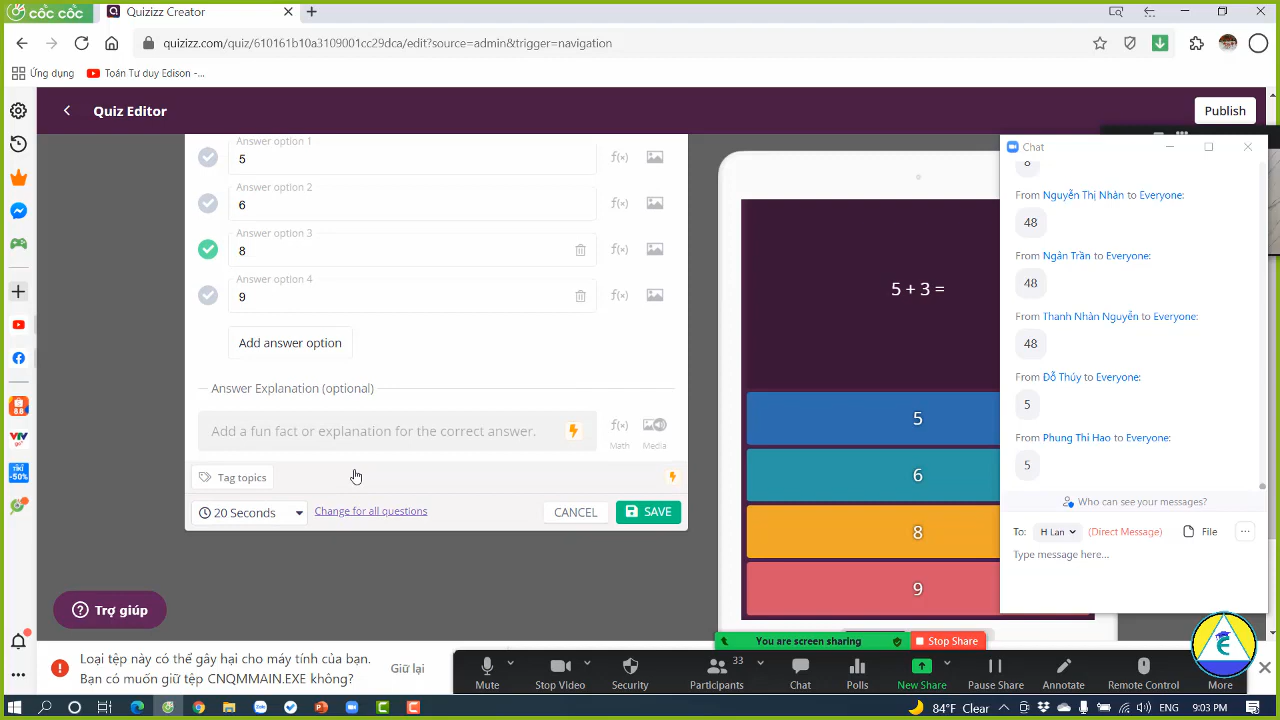 cốc cốc
Quizizz Creator
quizizz.com/quiz/610161b10a3109001cc29dca/edit?source=admin&trigger=navigation
Ứng dụng
Toán Tư duy Edison -...
Quiz Editor
Publish
Answer option 1
5
f(x)
Answer option 2
6
f(x)
Answer option 3
8
f(x)
Answer option 4
9
f(x)
Add answer option
Answer Explanation (optional)
Add a fun fact or explanation for the correct answer.
f(x)
Math
Media
Tag topics
20 Seconds
Change for all questions
CANCEL
SAVE
5 + 3 =
5
6
8
9
Chat
8
From Nguyễn Thị Nhàn to Everyone:
48
From Ngân Trần to Everyone:
48
From Thanh Nhàn Nguyễn to Everyone:
48
From Đỗ Thúy to Everyone:
5
From Phung Thi Hao to Everyone:
5
Who can see your messages?
To: H Lan (Direct Message) File
Type message here...
Trợ giúp
You are screen sharing
Stop Share
Loại tệp này có thể gây hại cho máy tính của bạn.
Bạn có muốn giữ tệp CNQMMAIN.EXE không?
Giữ lại
Mute
Stop Video
Security
33
Participants
Chat
Polls
New Share
Pause Share
Annotate
Remote Control
More
8.8
VTV
go
TIKI
-50%
Zalo
84°F Clear
ENG
9:03 PM